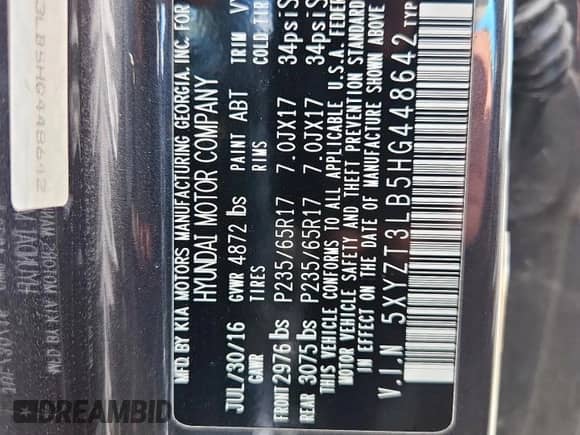 MFD BY KIA MOTORS MANUFACTURING GEORGIA, INC. FOR
HYUNDAI MOTOR COMPANY
JUL/30/16 GVWR 4872 lbs PAINT ABT TRIM
GAWR TIRES RIMS COLD TIR
FRONT 2976 lbs P235/65R17 7.0JX17 34psi
REAR 3075 lbs P235/65R17 7.0JX17 34psi
THIS VEHICLE CONFORMS TO ALL APPLICABLE U.S.A. FEDER
MOTOR VEHICLE SAFETY AND THEFT PREVENTION STANDARD
IN EFFECT ON THE DATE OF MANUFACTURE SHOWN ABOVE
V.I.N 5XYZT3LB5HG448642 TYP
DREAMBID